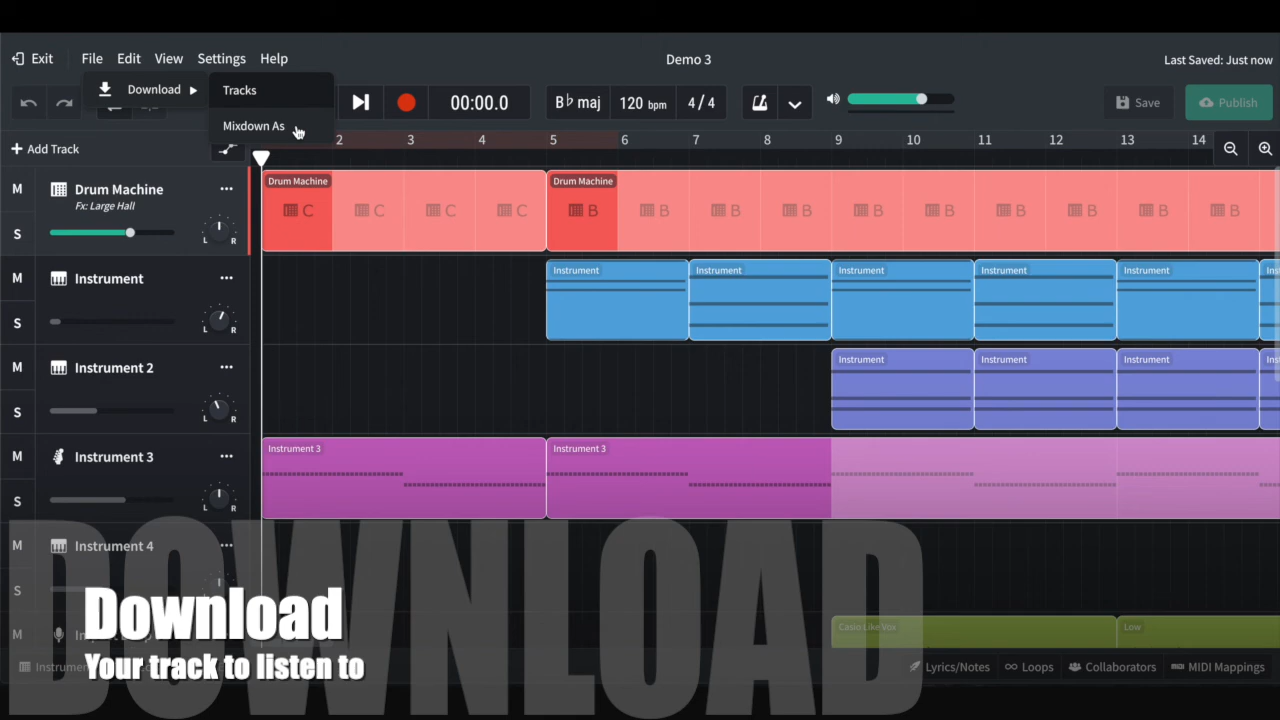 Exit File Edit View Settings Help
Demo 3
Last Saved: Just now
Download
Tracks
Mixdown As
00:00.0
B♭ maj 120 bpm 4/4
Save
Publish
Add Track
2 3 4 5 6 7 8 9 10 11 12 13 14
M
Drum Machine
Fx: Large Hall
S
L R
Drum Machine
C C C C
Drum Machine
B B B B B B B B B B
M
Instrument
S
L R
Instrument Instrument Instrument Instrument Instrument
M
Instrument 2
S
L R
Instrument Instrument Instrument
M
Instrument 3
S
L R
Instrument 3 Instrument 3
M
Instrument 4
S
M
Casio Like Vox
Low
Lyrics/Notes Loops Collaborators MIDI Mappings
DOWNLOAD
Download
Your track to listen to